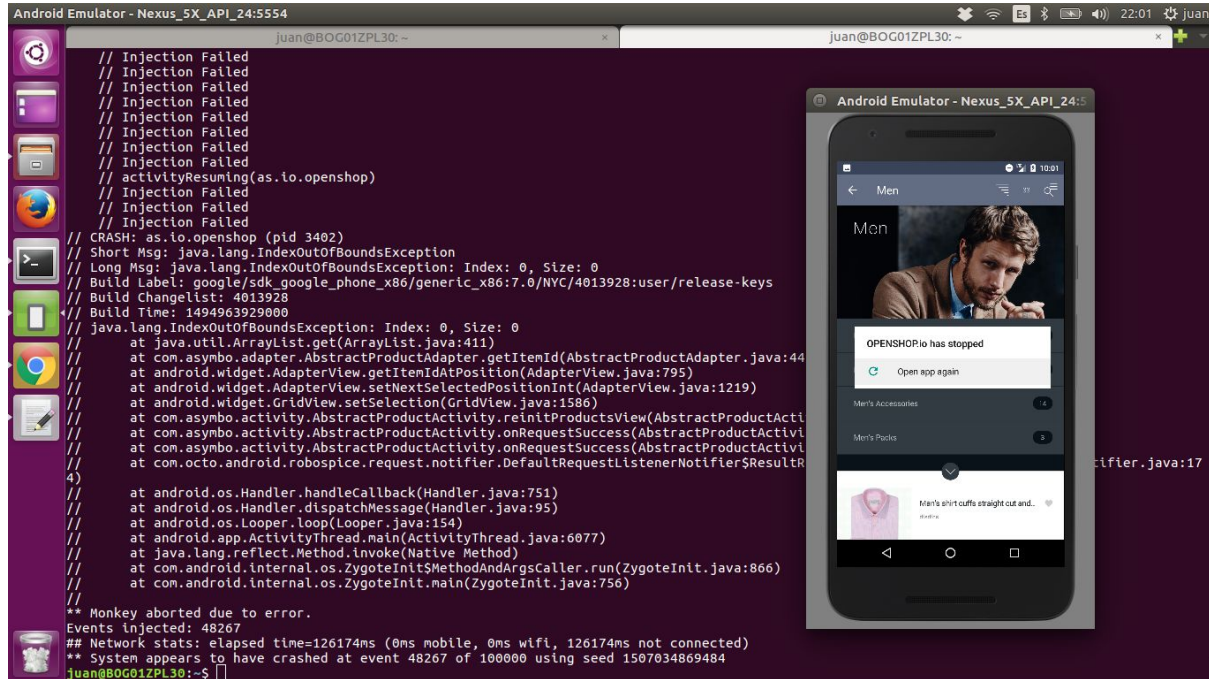 Android Emulator - Nexus_5X_API_24:5554
Es
22:01
juan
juan@BOG01ZPL30: ~
×
juan@BOG01ZPL30: ~
×
// Injection Failed
// Injection Failed
// Injection Failed
// Injection Failed
// Injection Failed
// Injection Failed
// Injection Failed
// Injection Failed
// activityResuming(as.io.openshop)
// Injection Failed
// Injection Failed
// Injection Failed
// CRASH: as.io.openshop (pid 3402)
// Short Msg: java.lang.IndexOutOfBoundsException
// Long Msg: java.lang.IndexOutOfBoundsException: Index: 0, Size: 0
// Build Label: google/sdk_google_phone_x86/generic_x86:7.0/NYC/4013928:user/release-keys
// Build Changelist: 4013928
// Build Time: 1494963929000
// java.lang.IndexOutOfBoundsException: Index: 0, Size: 0
// at java.util.ArrayList.get(ArrayList.java:411)
// at com.asymbo.adapter.AbstractProductAdapter.getItemId(AbstractProductAdapter.java:44
// at android.widget.AdapterView.getItemIdAtPosition(AdapterView.java:795)
// at android.widget.AdapterView.setNextSelectedPositionInt(AdapterView.java:1219)
// at android.widget.GridView.setSelection(GridView.java:1586)
// at com.asymbo.activity.AbstractProductActivity.reinitProductsView(AbstractProductActi
// at com.asymbo.activity.AbstractProductActivity.onRequestSuccess(AbstractProductActivi
// at com.asymbo.activity.AbstractProductActivity.onRequestSuccess(AbstractProductActivi
// at com.octo.android.robospice.request.notifier.DefaultRequestListenerNotifier$ResultR
tifier.java:17
4)
// at android.os.Handler.handleCallback(Handler.java:751)
// at android.os.Handler.dispatchMessage(Handler.java:95)
// at android.os.Looper.loop(Looper.java:154)
// at android.app.ActivityThread.main(ActivityThread.java:6077)
// at java.lang.reflect.Method.invoke(Native Method)
// at com.android.internal.os.ZygoteInit$MethodAndArgsCaller.run(ZygoteInit.java:866)
// at com.android.internal.os.ZygoteInit.main(ZygoteInit.java:756)
//
** Monkey aborted due to error.
Events injected: 48267
## Network stats: elapsed time=126174ms (0ms mobile, 0ms wifi, 126174ms not connected)
** System appears to have crashed at event 48267 of 100000 using seed 1507034869484
juan@BOG01ZPL30:~$
Android Emulator - Nexus_5X_API_24:5
10:01
Men
Men
OPENSHOP.io has stopped
Open app again
Men's Accessories
14
Men's Packs
Men's shirt cuffs straight cut and..